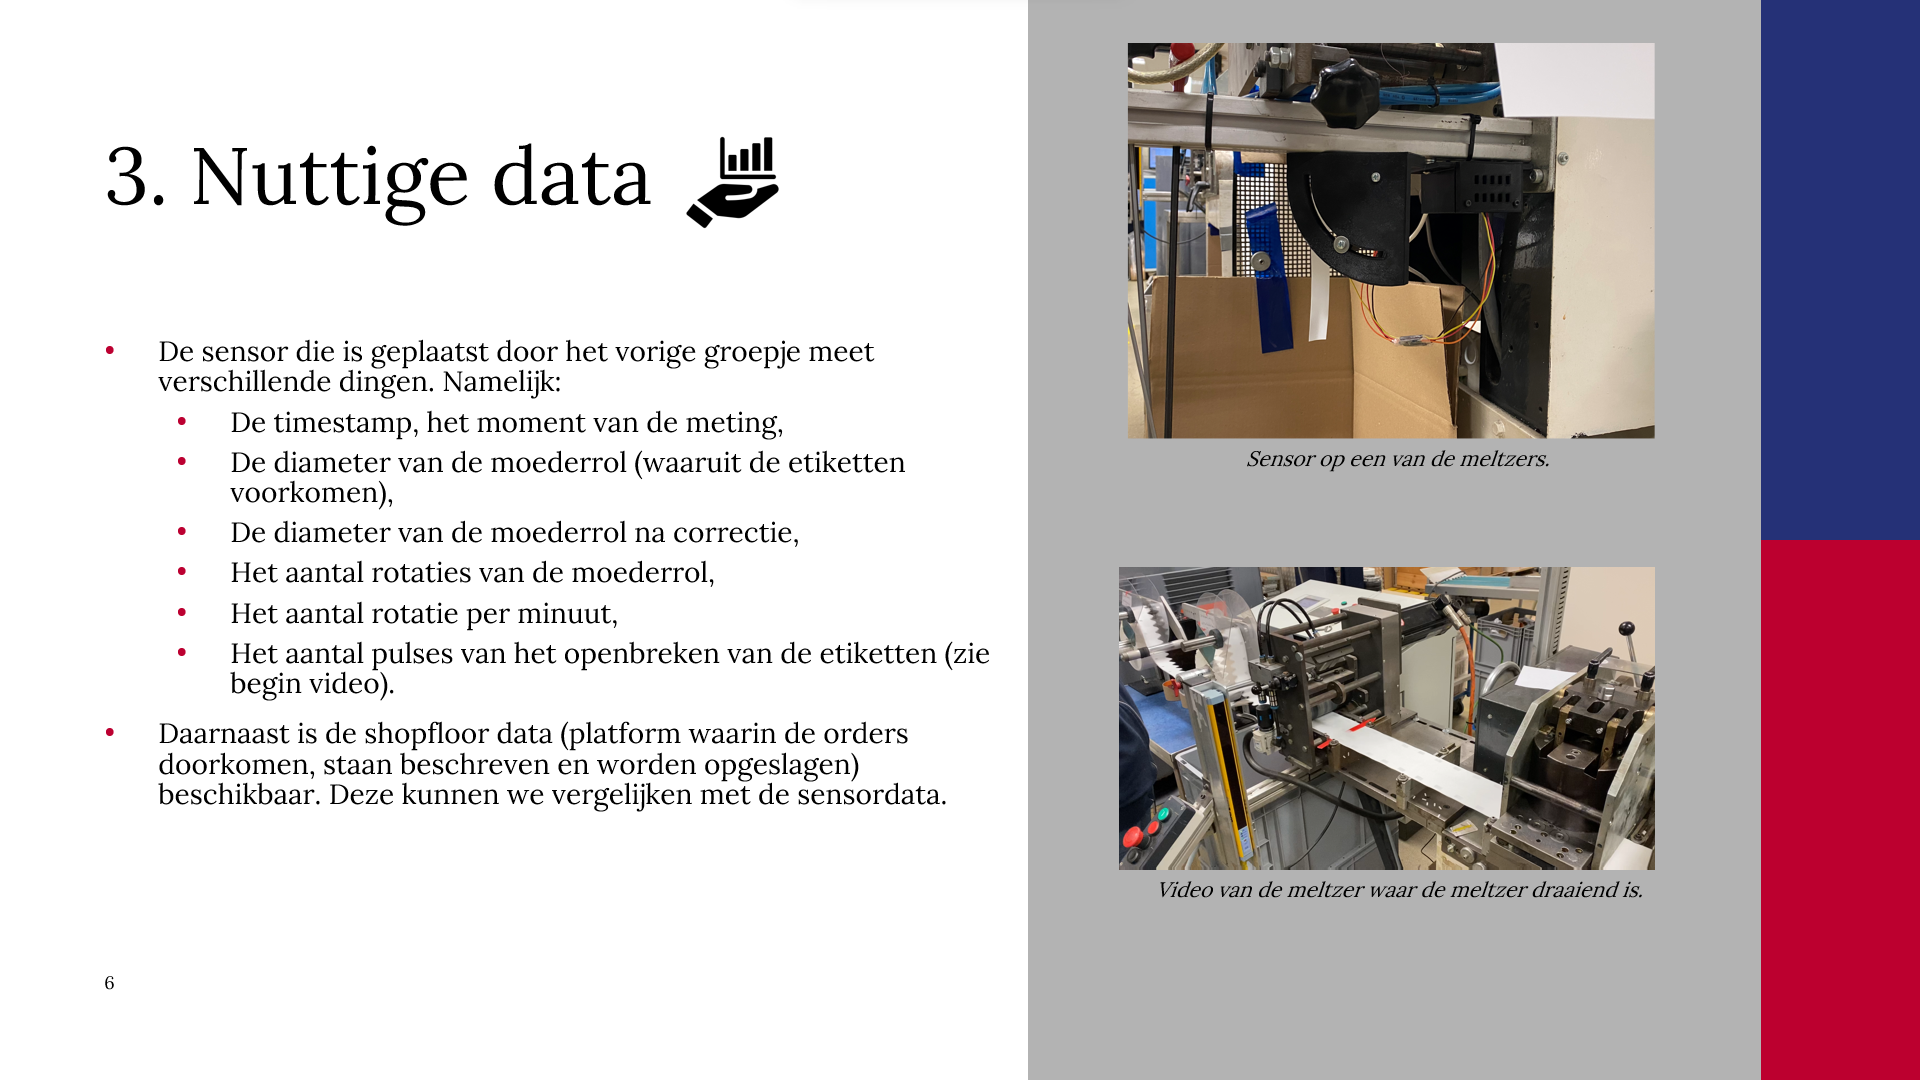 3. Nuttige data
• De sensor die is geplaatst door het vorige groepje meet
verschillende dingen. Namelijk:
• De timestamp, het moment van de meting,
• De diameter van de moederrol (waaruit de etiketten
voorkomen),
• De diameter van de moederrol na correctie,
• Het aantal rotaties van de moederrol,
• Het aantal rotatie per minuut,
• Het aantal pulses van het openbreken van de etiketten (zie
begin video).
• Daarnaast is de shopfloor data (platform waarin de orders
doorkomen, staan beschreven en worden opgeslagen)
beschikbaar. Deze kunnen we vergelijken met de sensordata.
6
Sensor op een van de meltzers.
Video van de meltzer waar de meltzer draaiend is.